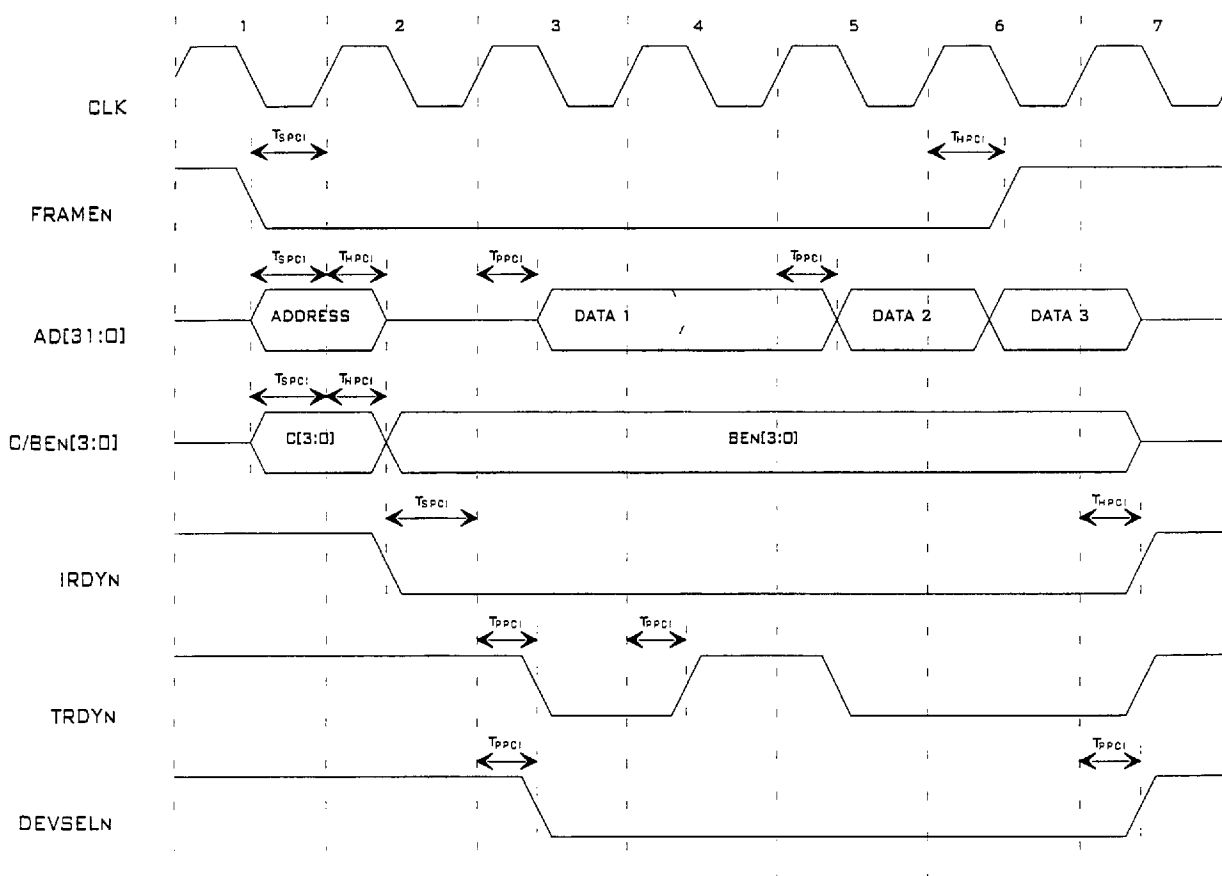 1 2 3 4 5 6 7
CLK
TSPCI THPCI
FRAMEN
TSPCI THPCI TPPCI TPPCI
AD[31:0] ADDRESS DATA 1 DATA 2 DATA 3
TSPCI THPCI
C/BEN[3:0] C[3:0] BEN[3:0]
TSPCI THPCI
IRDYN
TPPCI TPPCI
TRDYN
TPPCI TPPCI
DEVSELN